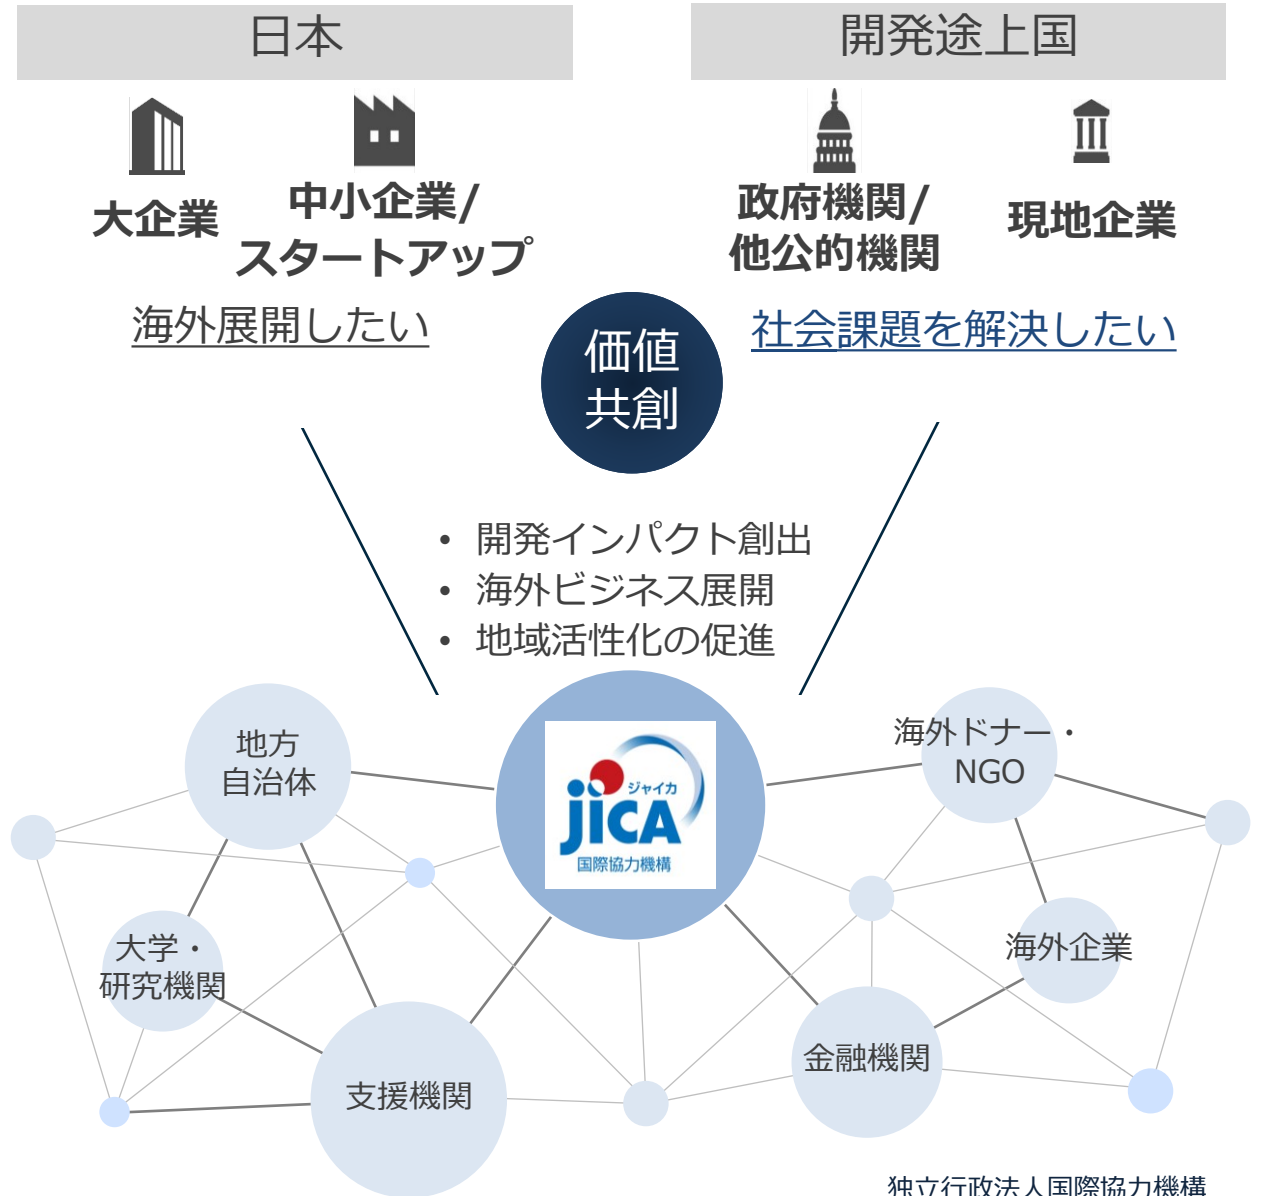 日本
開発途上国
大企業
中小企業/
スタートアップ
政府機関/
他公的機関
現地企業
海外展開したい
社会課題を解決したい
価値
共創
• 開発インパクト創出
• 海外ビジネス展開
• 地域活性化の促進
地方
自治体
ジャイカ
jICA
国際協力機構
海外ドナー・
NGO
大学・
研究機関
海外企業
支援機関
金融機関
独立行政法人国際協力機構